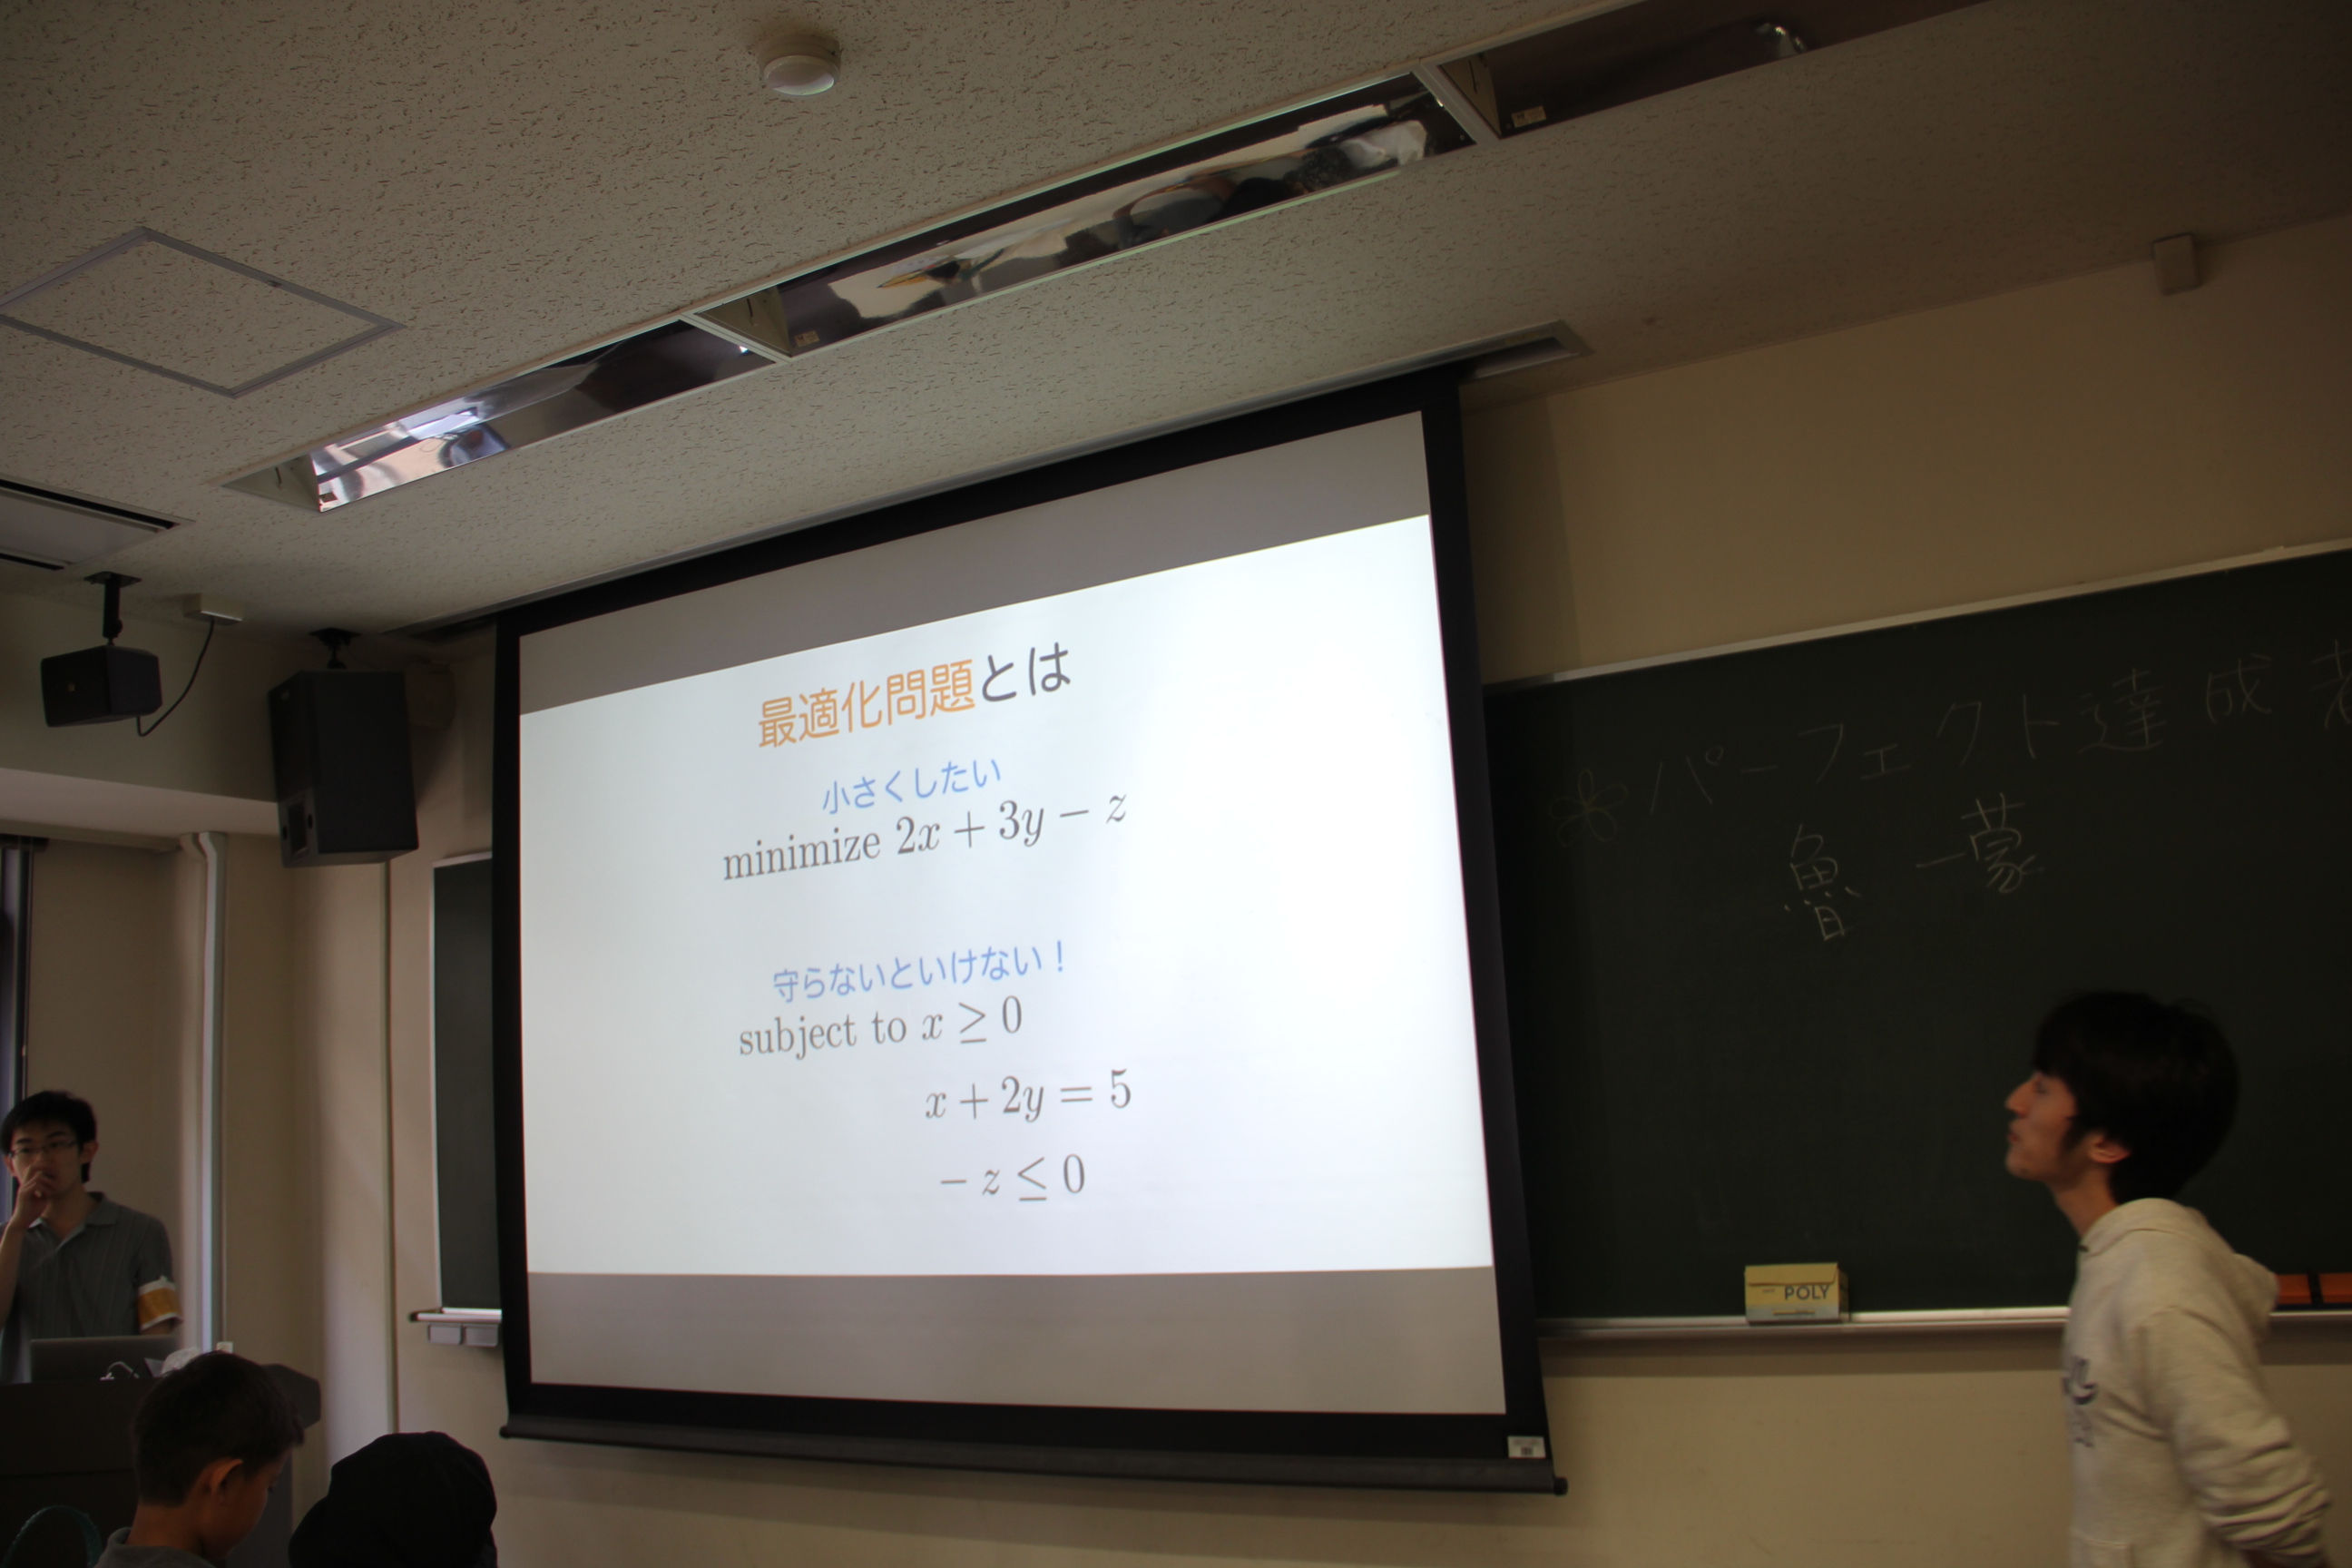 最適化問題とは
小さくしたい
minimize 2x + 3y − z
守らないといけない！
subject to x ≥ 0
x + 2y = 5
− z ≤ 0
パーフェクト達成者
魯一蒙
POLY